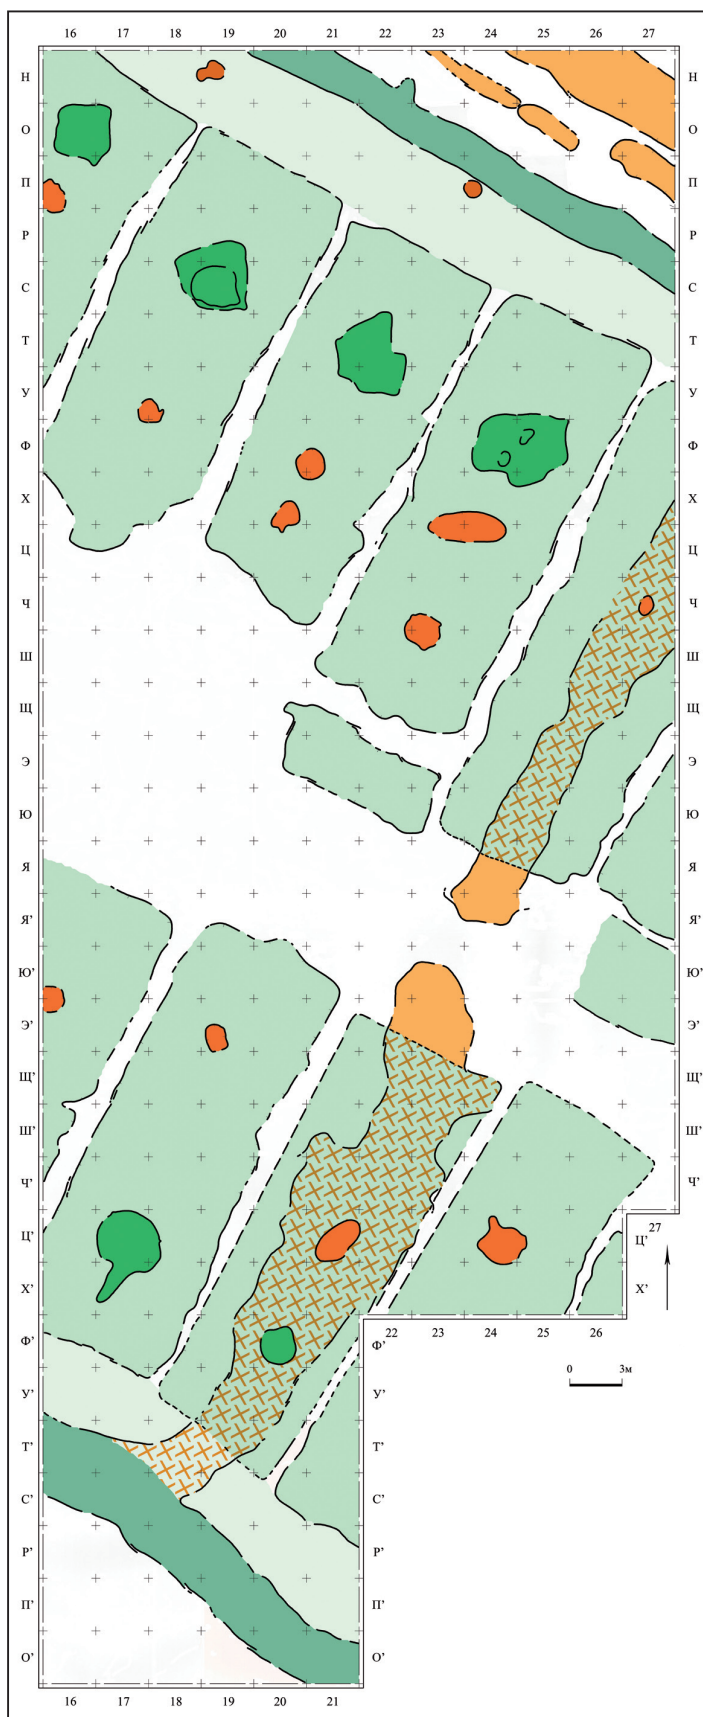 16 17 18 19 20 21 22 23 24 25 26 27
Н Н
О О
П П
Р Р
С С
Т Т
У У
Ф Ф
Х Х
Ц Ц
Ч Ч
Ш Ш
Щ Щ
Э Э
Ю Ю
Я Я
Я’ Я’
Ю’ Ю’
Э’ Э’
Щ’ Щ’
Ш’ Ш’
Ч’ Ч’
27
Ц’ Ц’
Х’ Х’
22 23 24 25 26
Ф’ Ф’
У’ У’
0 3м
Т’ Т’
С’ С’
Р’ Р’
П’ П’
О’ О’
16 17 18 19 20 21